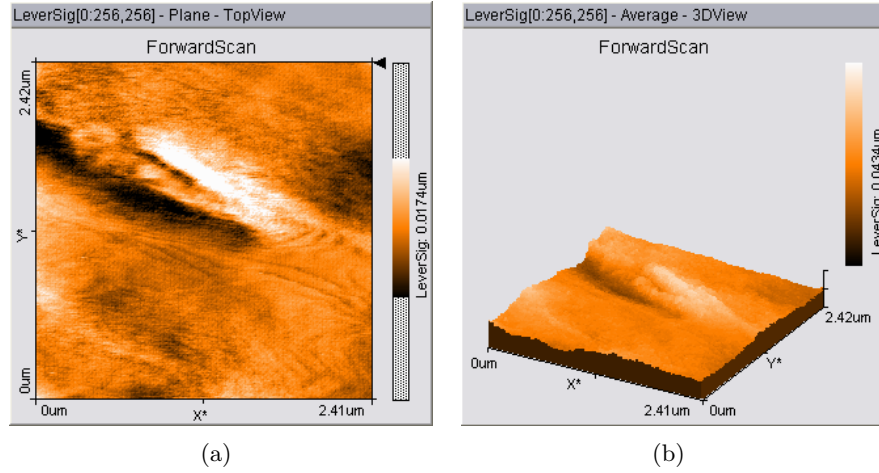 LeverSig[0:256,256] - Plane - TopView
ForwardScan
2.42um
Y*
0um
0um
X*
2.41um
LeverSig: 0.0174um
(a)
LeverSig[0:256,256] - Average - 3DView
ForwardScan
LeverSig: 0.0434um
2.42um
Y*
0um
0um
X*
2.41um
(b)